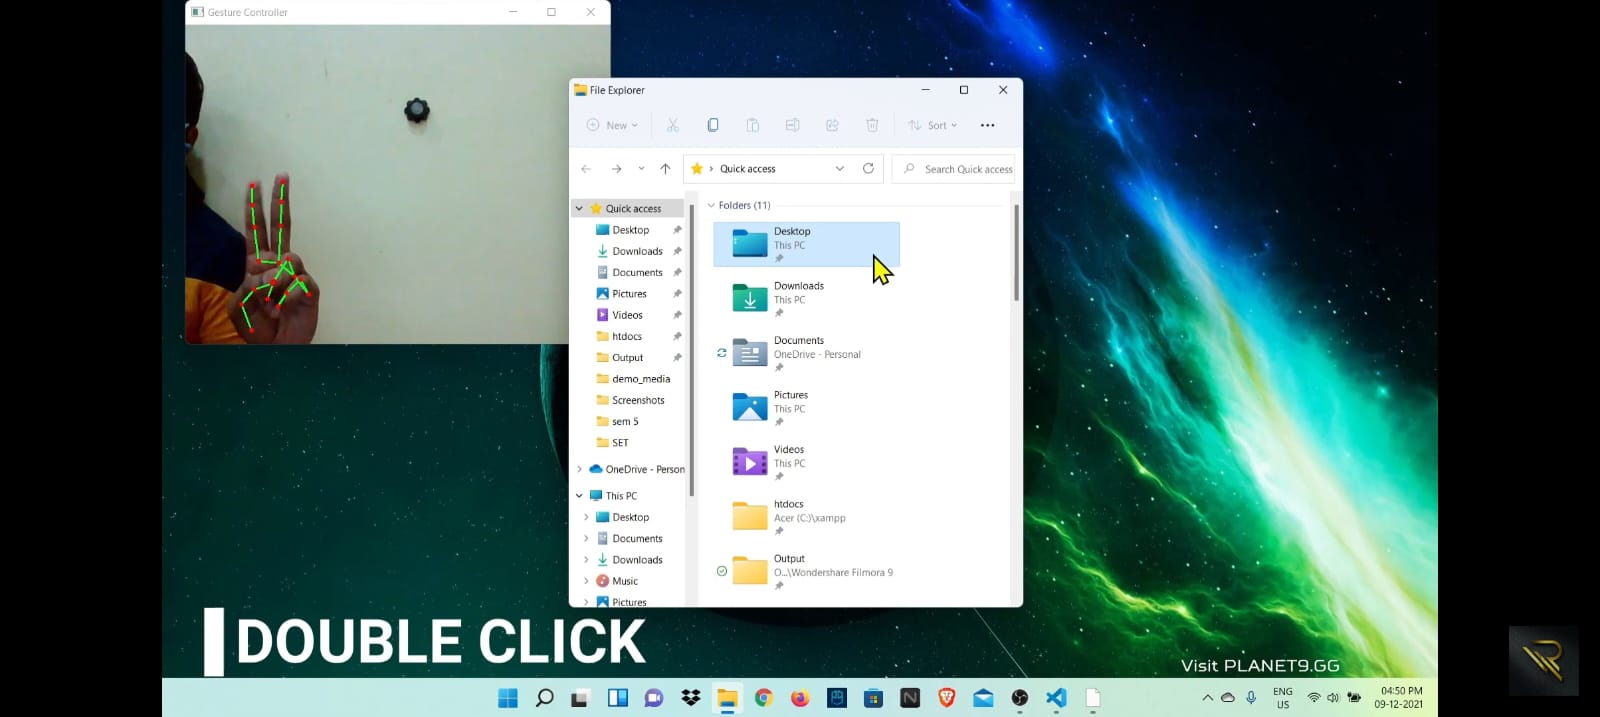 Gesture Controller
File Explorer
New
Sort
Quick access
Search Quick access
Quick access
Desktop
Downloads
Documents
Pictures
Videos
htdocs
Output
demo_media
Screenshots
sem 5
SET
OneDrive - Person
This PC
Desktop
Documents
Downloads
Music
Pictures
Folders (11)
Desktop
This PC
Downloads
This PC
Documents
OneDrive - Personal
Pictures
This PC
Videos
This PC
htdocs
Acer (C:)\xampp
Output
O...\Wondershare Filmora 9
DOUBLE CLICK
Visit PLANET9.GG
N
ENG
US
04:50 PM
09-12-2021